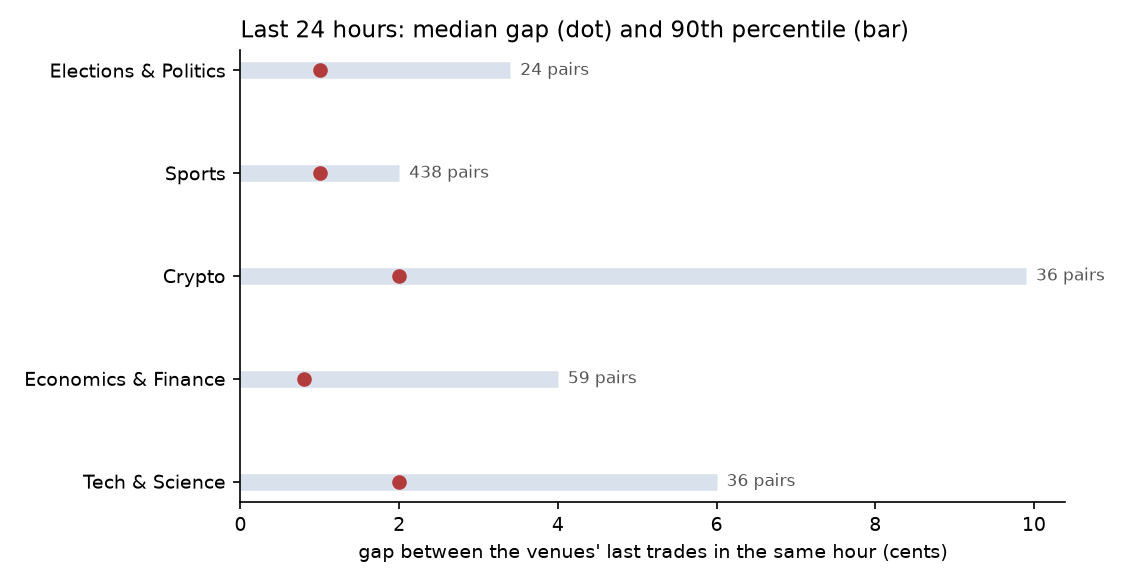 Last 24 hours: median gap (dot) and 90th percentile (bar)
Elections & Politics
24 pairs
Sports
438 pairs
Crypto
36 pairs
Economics & Finance
59 pairs
Tech & Science
36 pairs
0 2 4 6 8 10
gap between the venues' last trades in the same hour (cents)